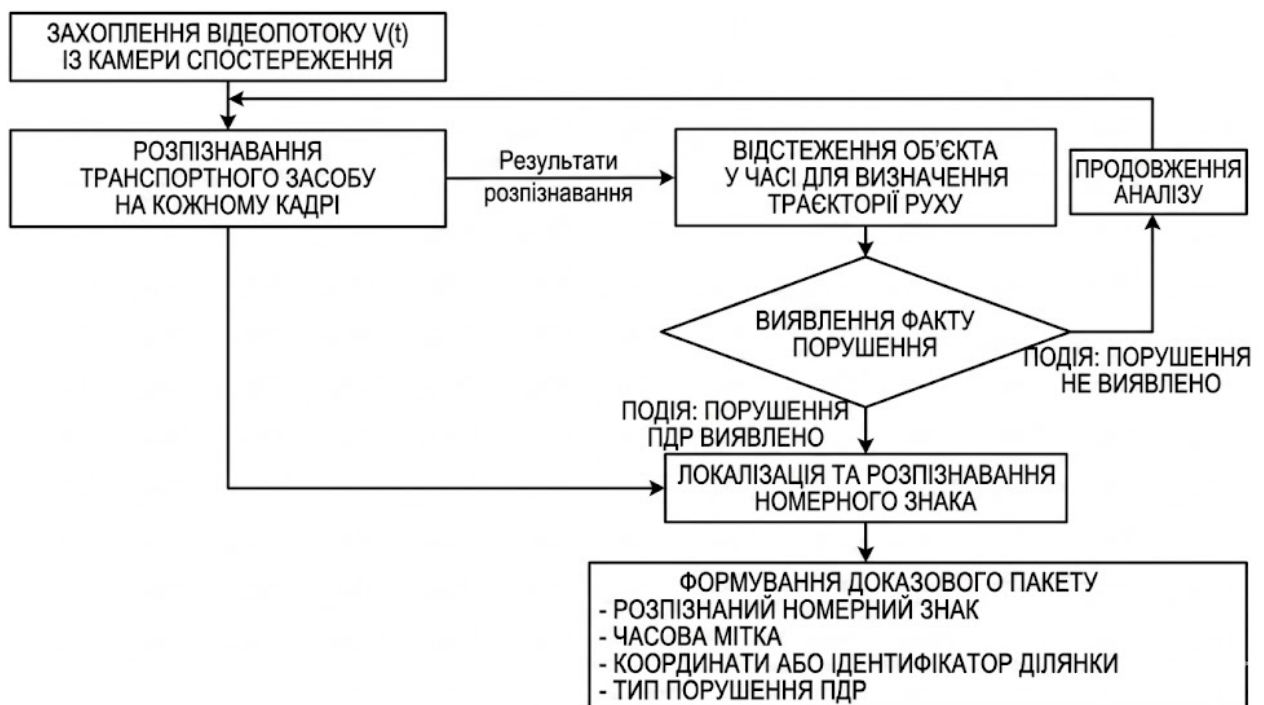 ЗАХОПЛЕННЯ ВІДЕОПОТОКУ V(t)
ІЗ КАМЕРИ СПОСТЕРЕЖЕННЯ
РОЗПІЗНАВАННЯ
ТРАНСПОРТНОГО ЗАСОБУ
НА КОЖНОМУ КАДРІ
Результати
розпізнавання
ВІДСТЕЖЕННЯ ОБ’ЄКТА
У ЧАСІ ДЛЯ ВИЗНАЧЕННЯ
ТРАЄКТОРІЇ РУХУ
ПРОДОВЖЕННЯ
АНАЛІЗУ
ВИЯВЛЕННЯ ФАКТУ
ПОРУШЕННЯ
ПОДІЯ: ПОРУШЕННЯ
НЕ ВИЯВЛЕНО
ПОДІЯ: ПОРУШЕННЯ
ПДР ВИЯВЛЕНО
ЛОКАЛІЗАЦІЯ ТА РОЗПІЗНАВАННЯ
НОМЕРНОГО ЗНАКА
ФОРМУВАННЯ ДОКАЗОВОГО ПАКЕТУ
- РОЗПІЗНАНИЙ НОМЕРНИЙ ЗНАК
- ЧАСОВА МІТКА
- КООРДИНАТИ АБО ІДЕНТИФІКАТОР ДІЛЯНКИ
- ТИП ПОРУШЕННЯ ПДР